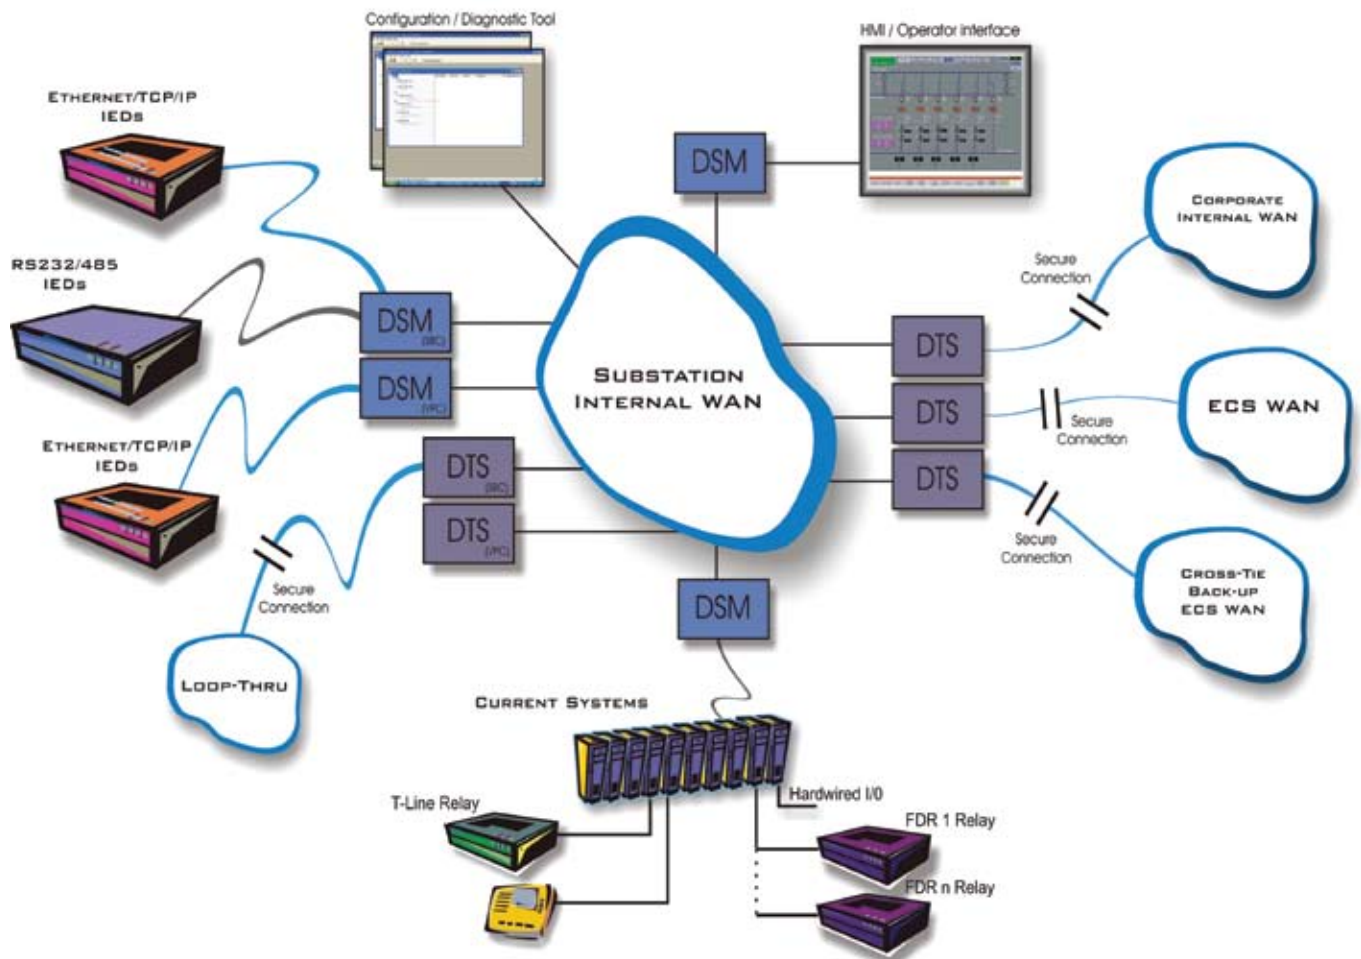 Configuration / Diagnostic Tool
HMI / Operator Interface
ETHERNET/TCP/IP
IEDs
DSM
CORPORATE
INTERNAL WAN
Secure
Connection
RS232/485
IEDs
DSM
(SBC)
DTS
SUBSTATION
INTERNAL WAN
DSM
(VPC)
DTS
Secure
Connection
ECS WAN
ETHERNET/TCP/IP
IEDs
DTS
(SBC)
DTS
DTS
(VPC)
Secure
Connection
Secure
Connection
DSM
CROSS-TIE
BACK-UP
ECS WAN
LOOP-THRU
CURRENT SYSTEMS
T-Line Relay
Hardwired I/0
FDR 1 Relay
FDR n Relay